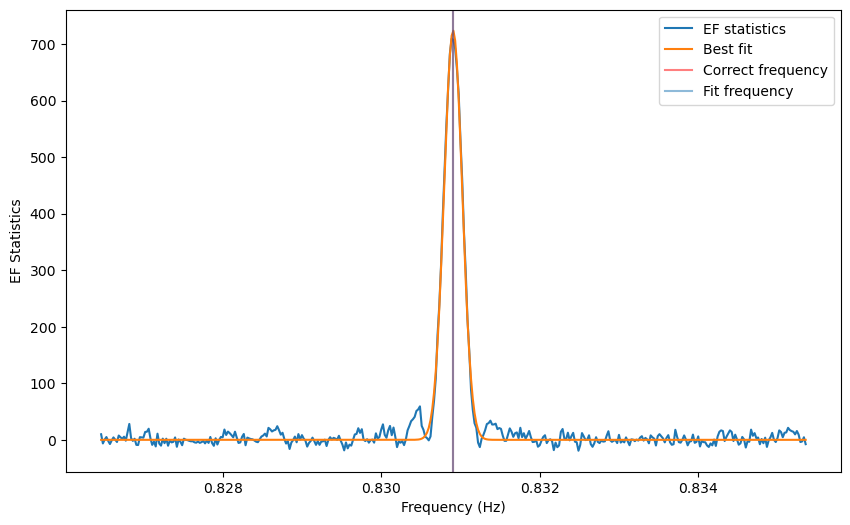 EF statistics
Best fit
Correct frequency
Fit frequency
EF Statistics
700
600
500
400
300
200
100
0
0.828 0.830 0.832 0.834
Frequency (Hz)